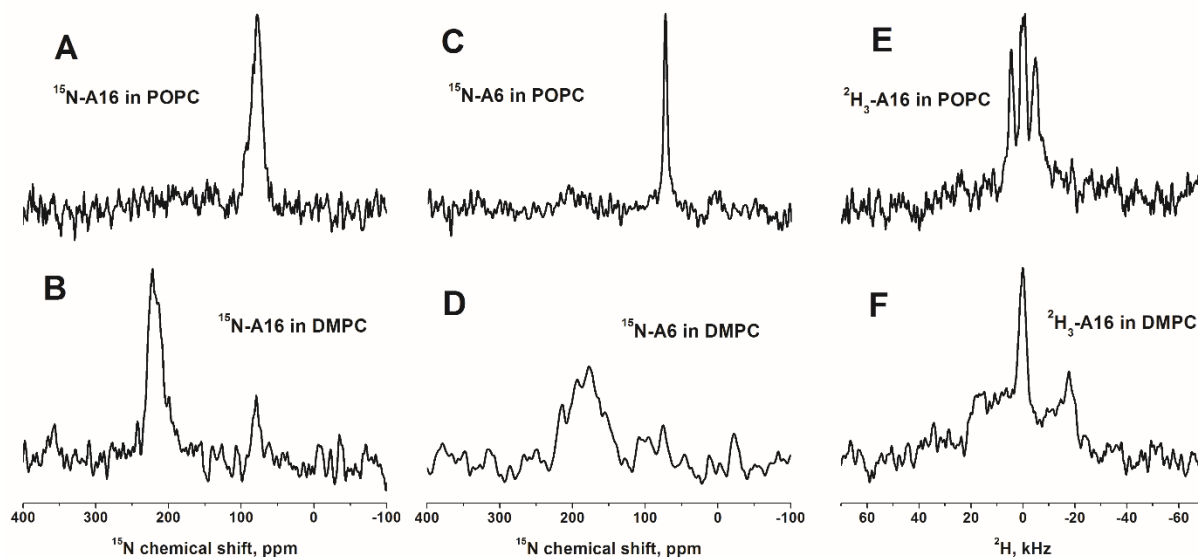 A
¹⁵N-A16 in POPC
C
¹⁵N-A6 in POPC
E
²H₃-A16 in POPC
B
¹⁵N-A16 in DMPC
D
¹⁵N-A6 in DMPC
F
²H₃-A16 in DMPC
400 300 200 100 0 -100
¹⁵N chemical shift, ppm
400 300 200 100 0 -100
¹⁵N chemical shift, ppm
60 40 20 0 -20 -40 -60
²H, kHz